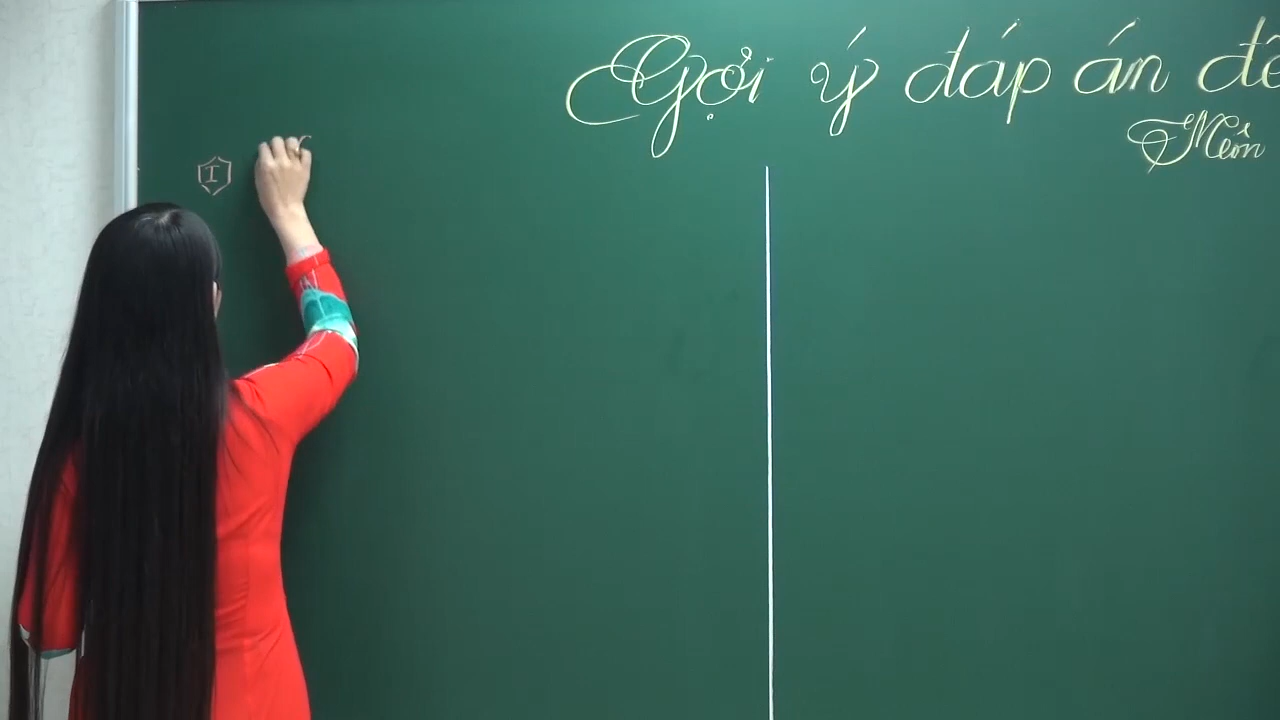 Gợi ý đáp án đề
Môn
I